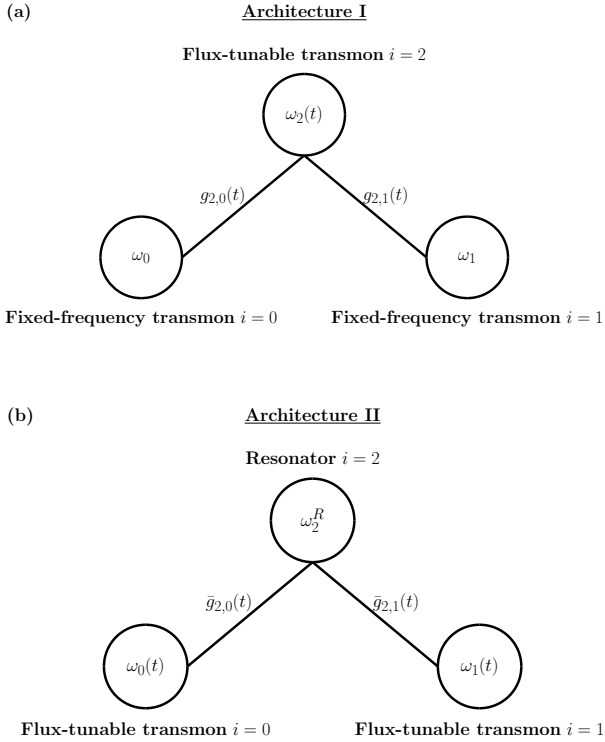 (a) Architecture I
Flux-tunable transmon i = 2
ω₂(t)
g₂,₀(t) g₂,₁(t)
ω₀ ω₁
Fixed-frequency transmon i = 0 Fixed-frequency transmon i = 1
(b) Architecture II
Resonator i = 2
ω₂ᴿ
ḡ₂,₀(t) ḡ₂,₁(t)
ω₀(t) ω₁(t)
Flux-tunable transmon i = 0 Flux-tunable transmon i = 1